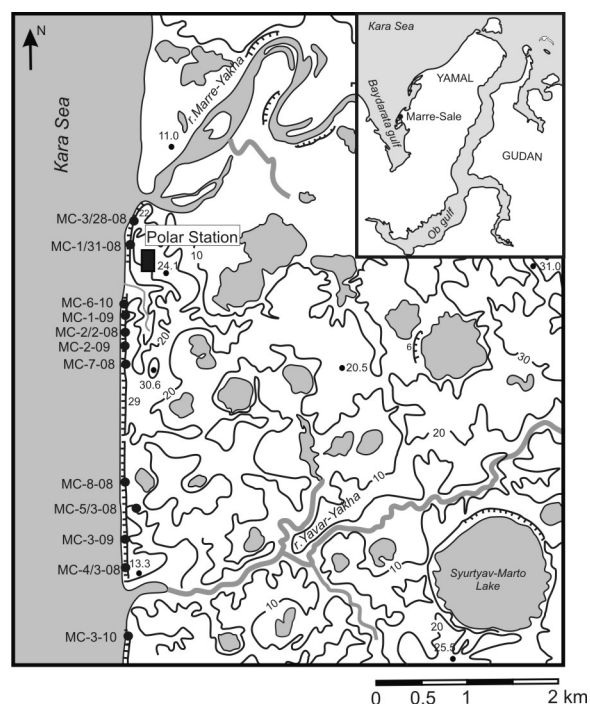 N
Kara Sea
r.Marre-Yakha
11.0
Kara Sea
YAMAL
Baydarata gulf
Marre-Sale
GUDAN
Ob gulf
MC-3/28-08
22
MC-1/31-08
Polar Station
10
24.1
31.0
MC-6-10
MC-1-09
MC-2/2-08
20
MC-2-09
6
MC-7-08
30
30.6
20
20.5
29
20
MC-8-08
10
MC-5/3-08
r.Yavar-Yakha
MC-3-09
10
MC-4/3-08
13.3
Syurtyav-Marto
Lake
10
20
MC-3-10
25.5
0 0.5 1 2 km